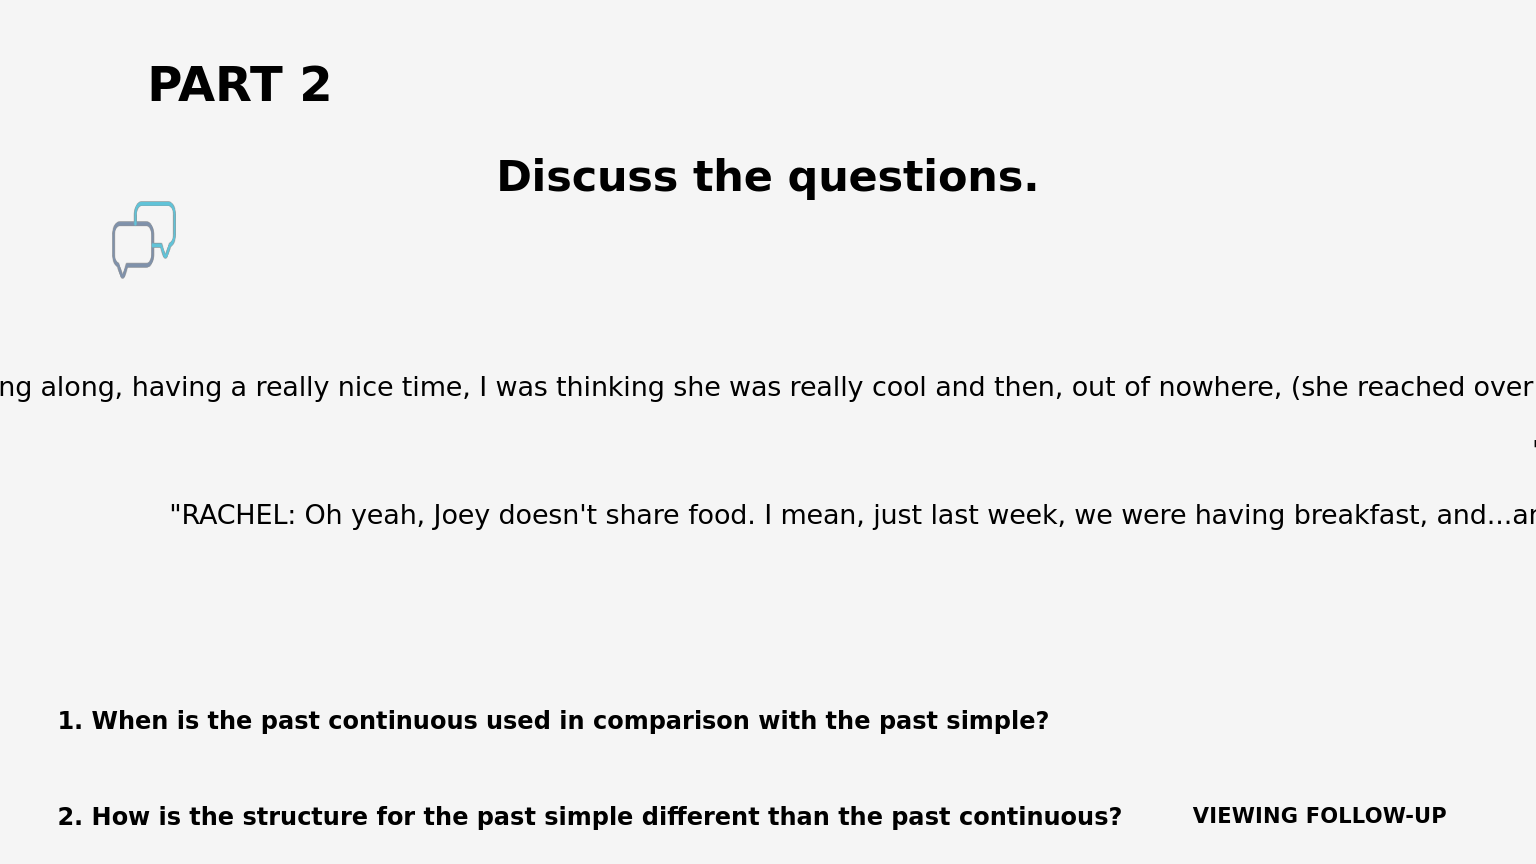 PART 2
Discuss the questions.
ng along, having a really nice time, I was thinking she was really cool and then, out of nowhere, (she reached over
"RACHEL: Oh yeah, Joey doesn't share food. I mean, just last week, we were having breakfast, and...
1. When is the past continuous used in comparison with the past simple?
2. How is the structure for the past simple different than the past continuous?
VIEWING FOLLOW-UP